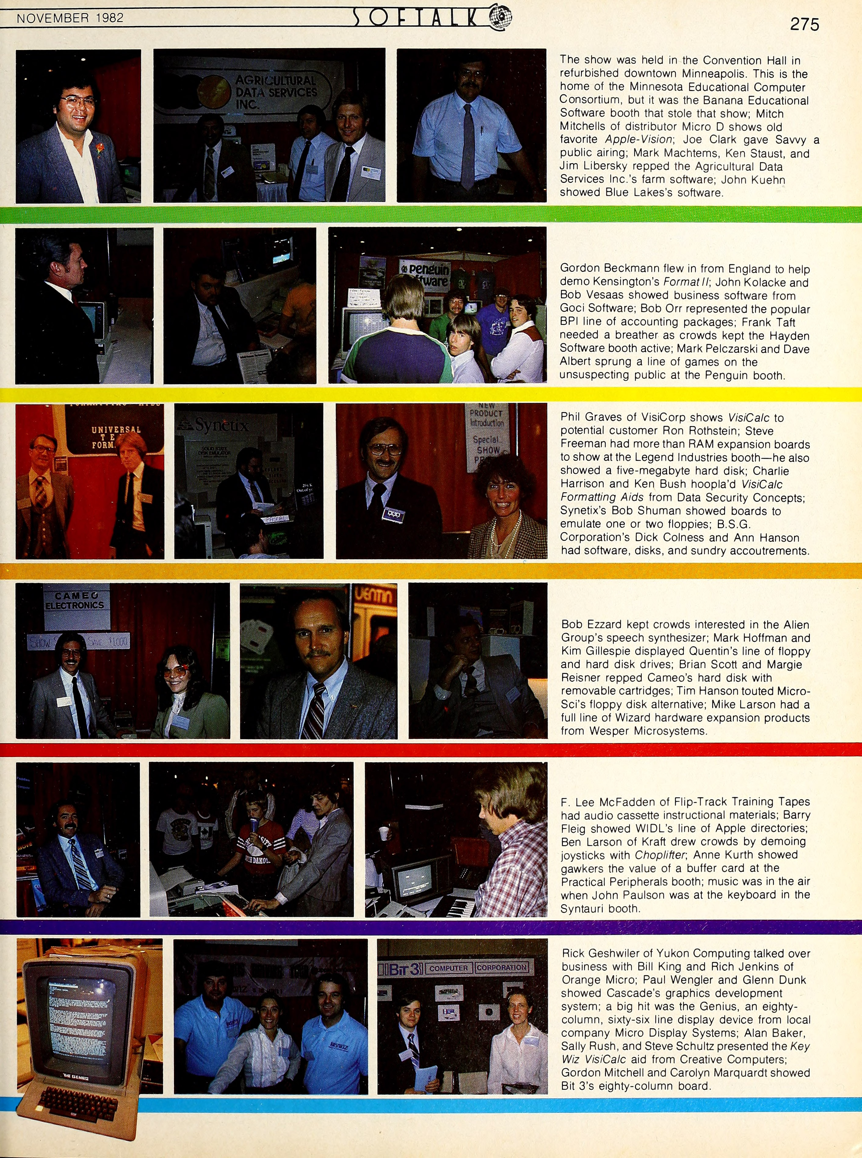 NOVEMBER 1982
SOFTALK
275
AGRICULTURAL
DATA SERVICES
INC.
The show was held in the Convention Hall in
refurbished downtown Minneapolis. This is the
home of the Minnesota Educational Computer
Consortium, but it was the Banana Educational
Software booth that stole that show; Mitch
Mitchells of distributor Micro D shows old
favorite Apple-Vision; Joe Clark gave Savvy a
public airing; Mark Machtems, Ken Staust, and
Jim Libersky repped the Agricultural Data
Services Inc.'s farm software; John Kuehn
showed Blue Lakes's software.
penguin
software
Gordon Beckmann flew in from England to help
demo Kensington's Format II; John Kolacke and
Bob Vesaas showed business software from
Goci Software; Bob Orr represented the popular
BPI line of accounting packages; Frank Taft
needed a breather as crowds kept the Hayden
Software booth active; Mark Pelczarski and Dave
Albert sprung a line of games on the
unsuspecting public at the Penguin booth.
UNIVERSAL
FORM
Synetix
NEW
PRODUCT
Introduction
Special
SHOW
Phil Graves of VisiCorp shows VisiCalc to
potential customer Ron Rothstein; Steve
Freeman had more than RAM expansion boards
to show at the Legend Industries booth—he also
showed a five-megabyte hard disk; Charlie
Harrison and Ken Bush hoopla'd VisiCalc
Formatting Aids from Data Security Concepts;
Synetix's Bob Shuman showed boards to
emulate one or two floppies; B.S.G.
Corporation's Dick Colness and Ann Hanson
had software, disks, and sundry accoutrements.
CAMEO
ELECTRONICS
UENTIN
Bob Ezzard kept crowds interested in the Alien
Group's speech synthesizer; Mark Hoffman and
Kim Gillespie displayed Quentin's line of floppy
and hard disk drives; Brian Scott and Margie
Reisner repped Cameo's hard disk with
removable cartridges; Tim Hanson touted Micro-
Sci's floppy disk alternative; Mike Larson had a
full line of Wizard hardware expansion products
from Wesper Microsystems.
F. Lee McFadden of Flip-Track Training Tapes
had audio cassette instructional materials; Barry
Fleig showed WIDL's line of Apple directories;
Ben Larson of Kraft drew crowds by demoing
joysticks with Choplifter; Anne Kurth showed
gawkers the value of a buffer card at the
Practical Peripherals booth; music was in the air
when John Paulson was at the keyboard in the
Syntauri booth.
THE GENIUS
BIT 3 COMPUTER CORPORATION
Rick Geshwiler of Yukon Computing talked over
business with Bill King and Rich Jenkins of
Orange Micro; Paul Wengler and Glenn Dunk
showed Cascade's graphics development
system; a big hit was the Genius, an eighty-
column, sixty-six line display device from local
company Micro Display Systems; Alan Baker,
Sally Rush, and Steve Schultz presented the Key
Wiz VisiCalc aid from Creative Computers;
Gordon Mitchell and Carolyn Marquardt showed
Bit 3's eighty-column board.